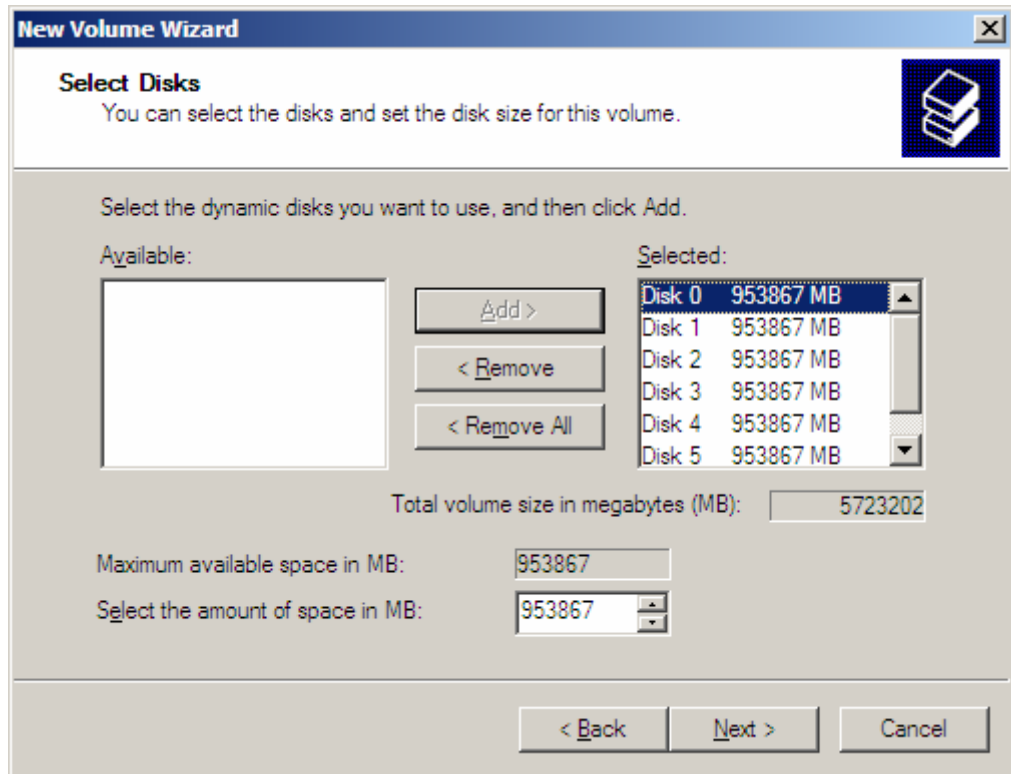 New Volume Wizard
Select Disks
You can select the disks and set the disk size for this volume.
Select the dynamic disks you want to use, and then click Add.
Available:
Selected:
Add >
< Remove
< Remove All
Disk 0 953867 MB
Disk 1 953867 MB
Disk 2 953867 MB
Disk 3 953867 MB
Disk 4 953867 MB
Disk 5 953867 MB
Total volume size in megabytes (MB): 5723202
Maximum available space in MB: 953867
Select the amount of space in MB: 953867
< Back Next > Cancel